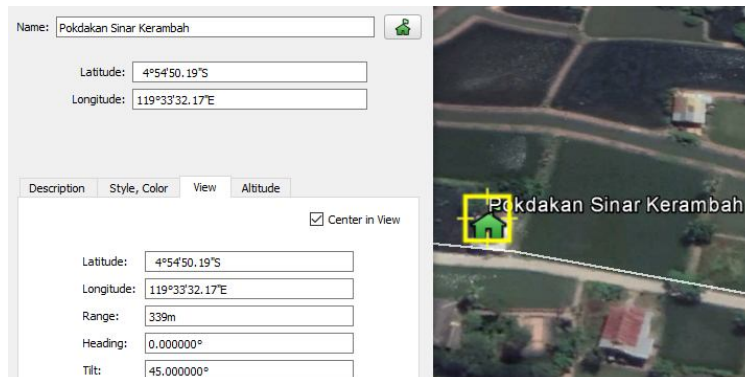 Name: Pokdakan Sinar Kerambah
Latitude: 4°54'50.19"S
Longitude: 119°33'32.17"E
Description Style, Color View Altitude
Center in View
Latitude: 4°54'50.19"S
Longitude: 119°33'32.17"E
Range: 339m
Heading: 0.000000°
Tilt: 45.000000°
Pokdakan Sinar Kerambah